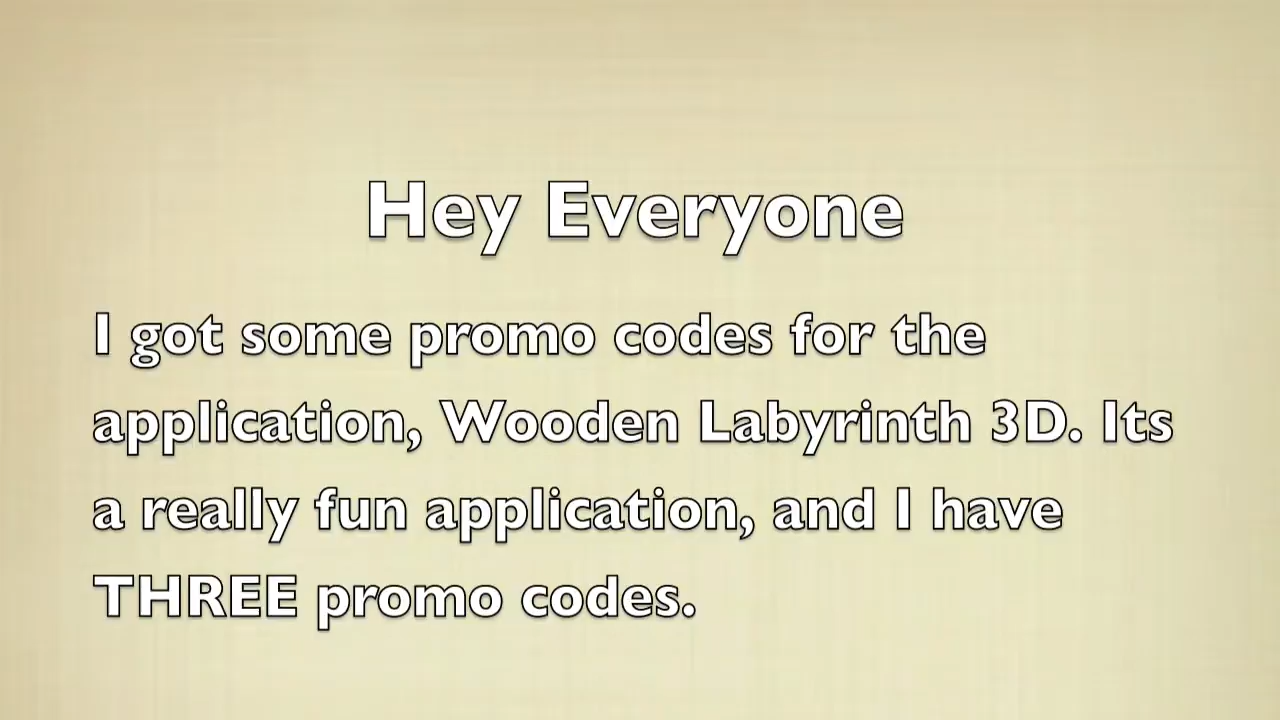 Hey Everyone
I got some promo codes for the
application, Wooden Labyrinth 3D. Its
a really fun application, and I have
THREE promo codes.